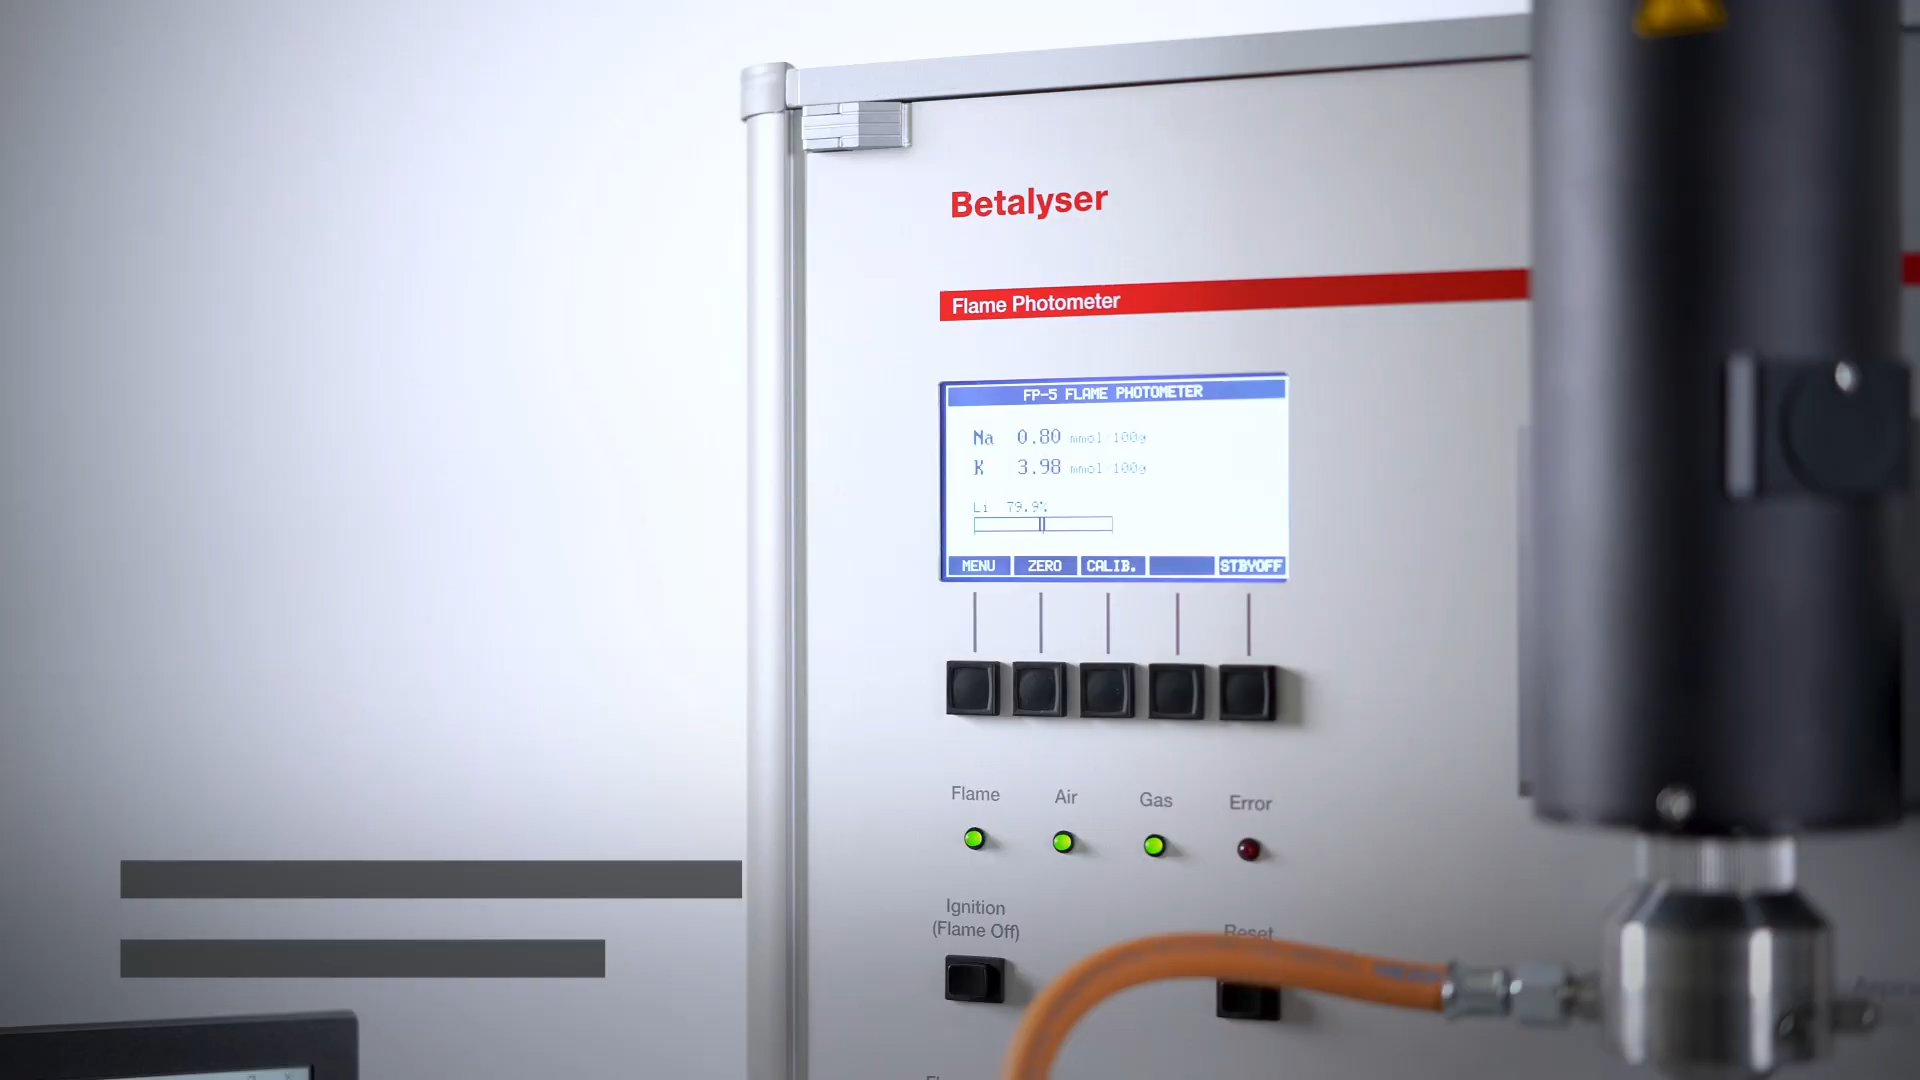 Betalyser
Flame Photometer
FP-5 FLAME PHOTOMETER
Na 0.80 mmol/100g
K 3.98 mmol/100g
Li 79.9%
MENU ZERO CALIB. STBYOFF
Flame Air Gas Error
Ignition
(Flame Off)
Reset